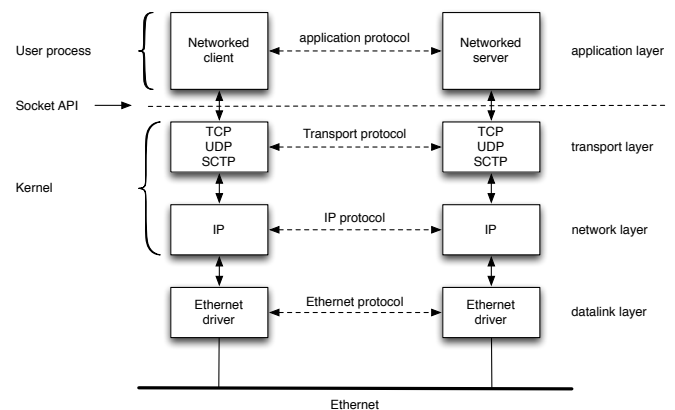 User process
Networked
client
application protocol
Networked
server
application layer
Socket API
TCP
UDP
SCTP
Transport protocol
TCP
UDP
SCTP
transport layer
Kernel
IP
IP protocol
IP
network layer
Ethernet
driver
Ethernet protocol
Ethernet
driver
datalink layer
Ethernet